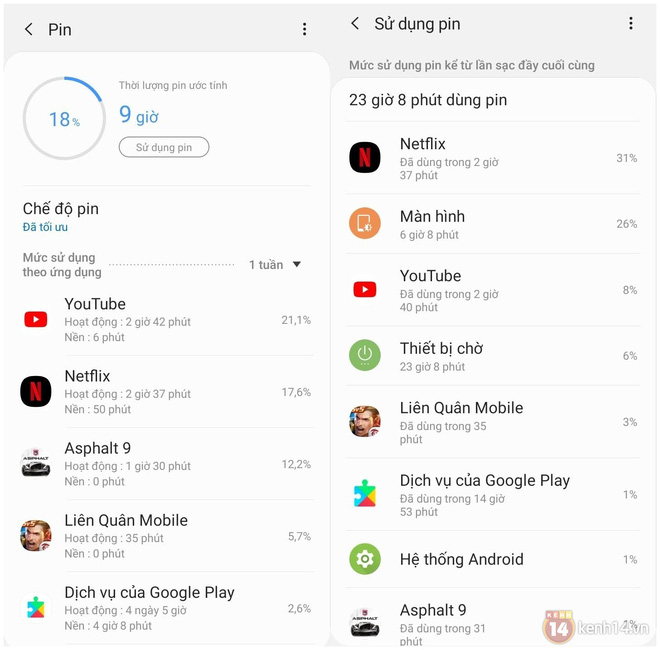 Pin
18%
Thời lượng pin ước tính
9 giờ
Sử dụng pin
Chế độ pin
Đã tối ưu
Mức sử dụng
theo ứng dụng
1 tuần
YouTube
Hoạt động : 2 giờ 42 phút
Nền : 6 phút
21,1%
Netflix
Hoạt động : 2 giờ 37 phút
Nền : 50 phút
17,6%
ASPHALT
Asphalt 9
Hoạt động : 1 giờ 30 phút
Nền : 0 phút
12,2%
Liên Quân Mobile
Hoạt động : 35 phút
Nền : 0 phút
5,7%
Dịch vụ của Google Play
Hoạt động : 4 ngày 5 giờ
Nền : 4 giờ 8 phút
2,6%
Sử dụng pin
Mức sử dụng pin kể từ lần sạc đầy cuối cùng
23 giờ 8 phút dùng pin
Netflix
Đã dùng trong 2 giờ
37 phút
31%
Màn hình
6 giờ 8 phút
26%
YouTube
Đã dùng trong 2 giờ
40 phút
8%
Thiết bị chờ
23 giờ 8 phút
6%
Liên Quân Mobile
Đã dùng trong 35
phút
3%
Dịch vụ của Google Play
Đã dùng trong 14 giờ
53 phút
1%
Hệ thống Android
1%
ASPHALT
Asphalt 9
Đã dùng trong 31
phút
KENH
14
kenh14.vn